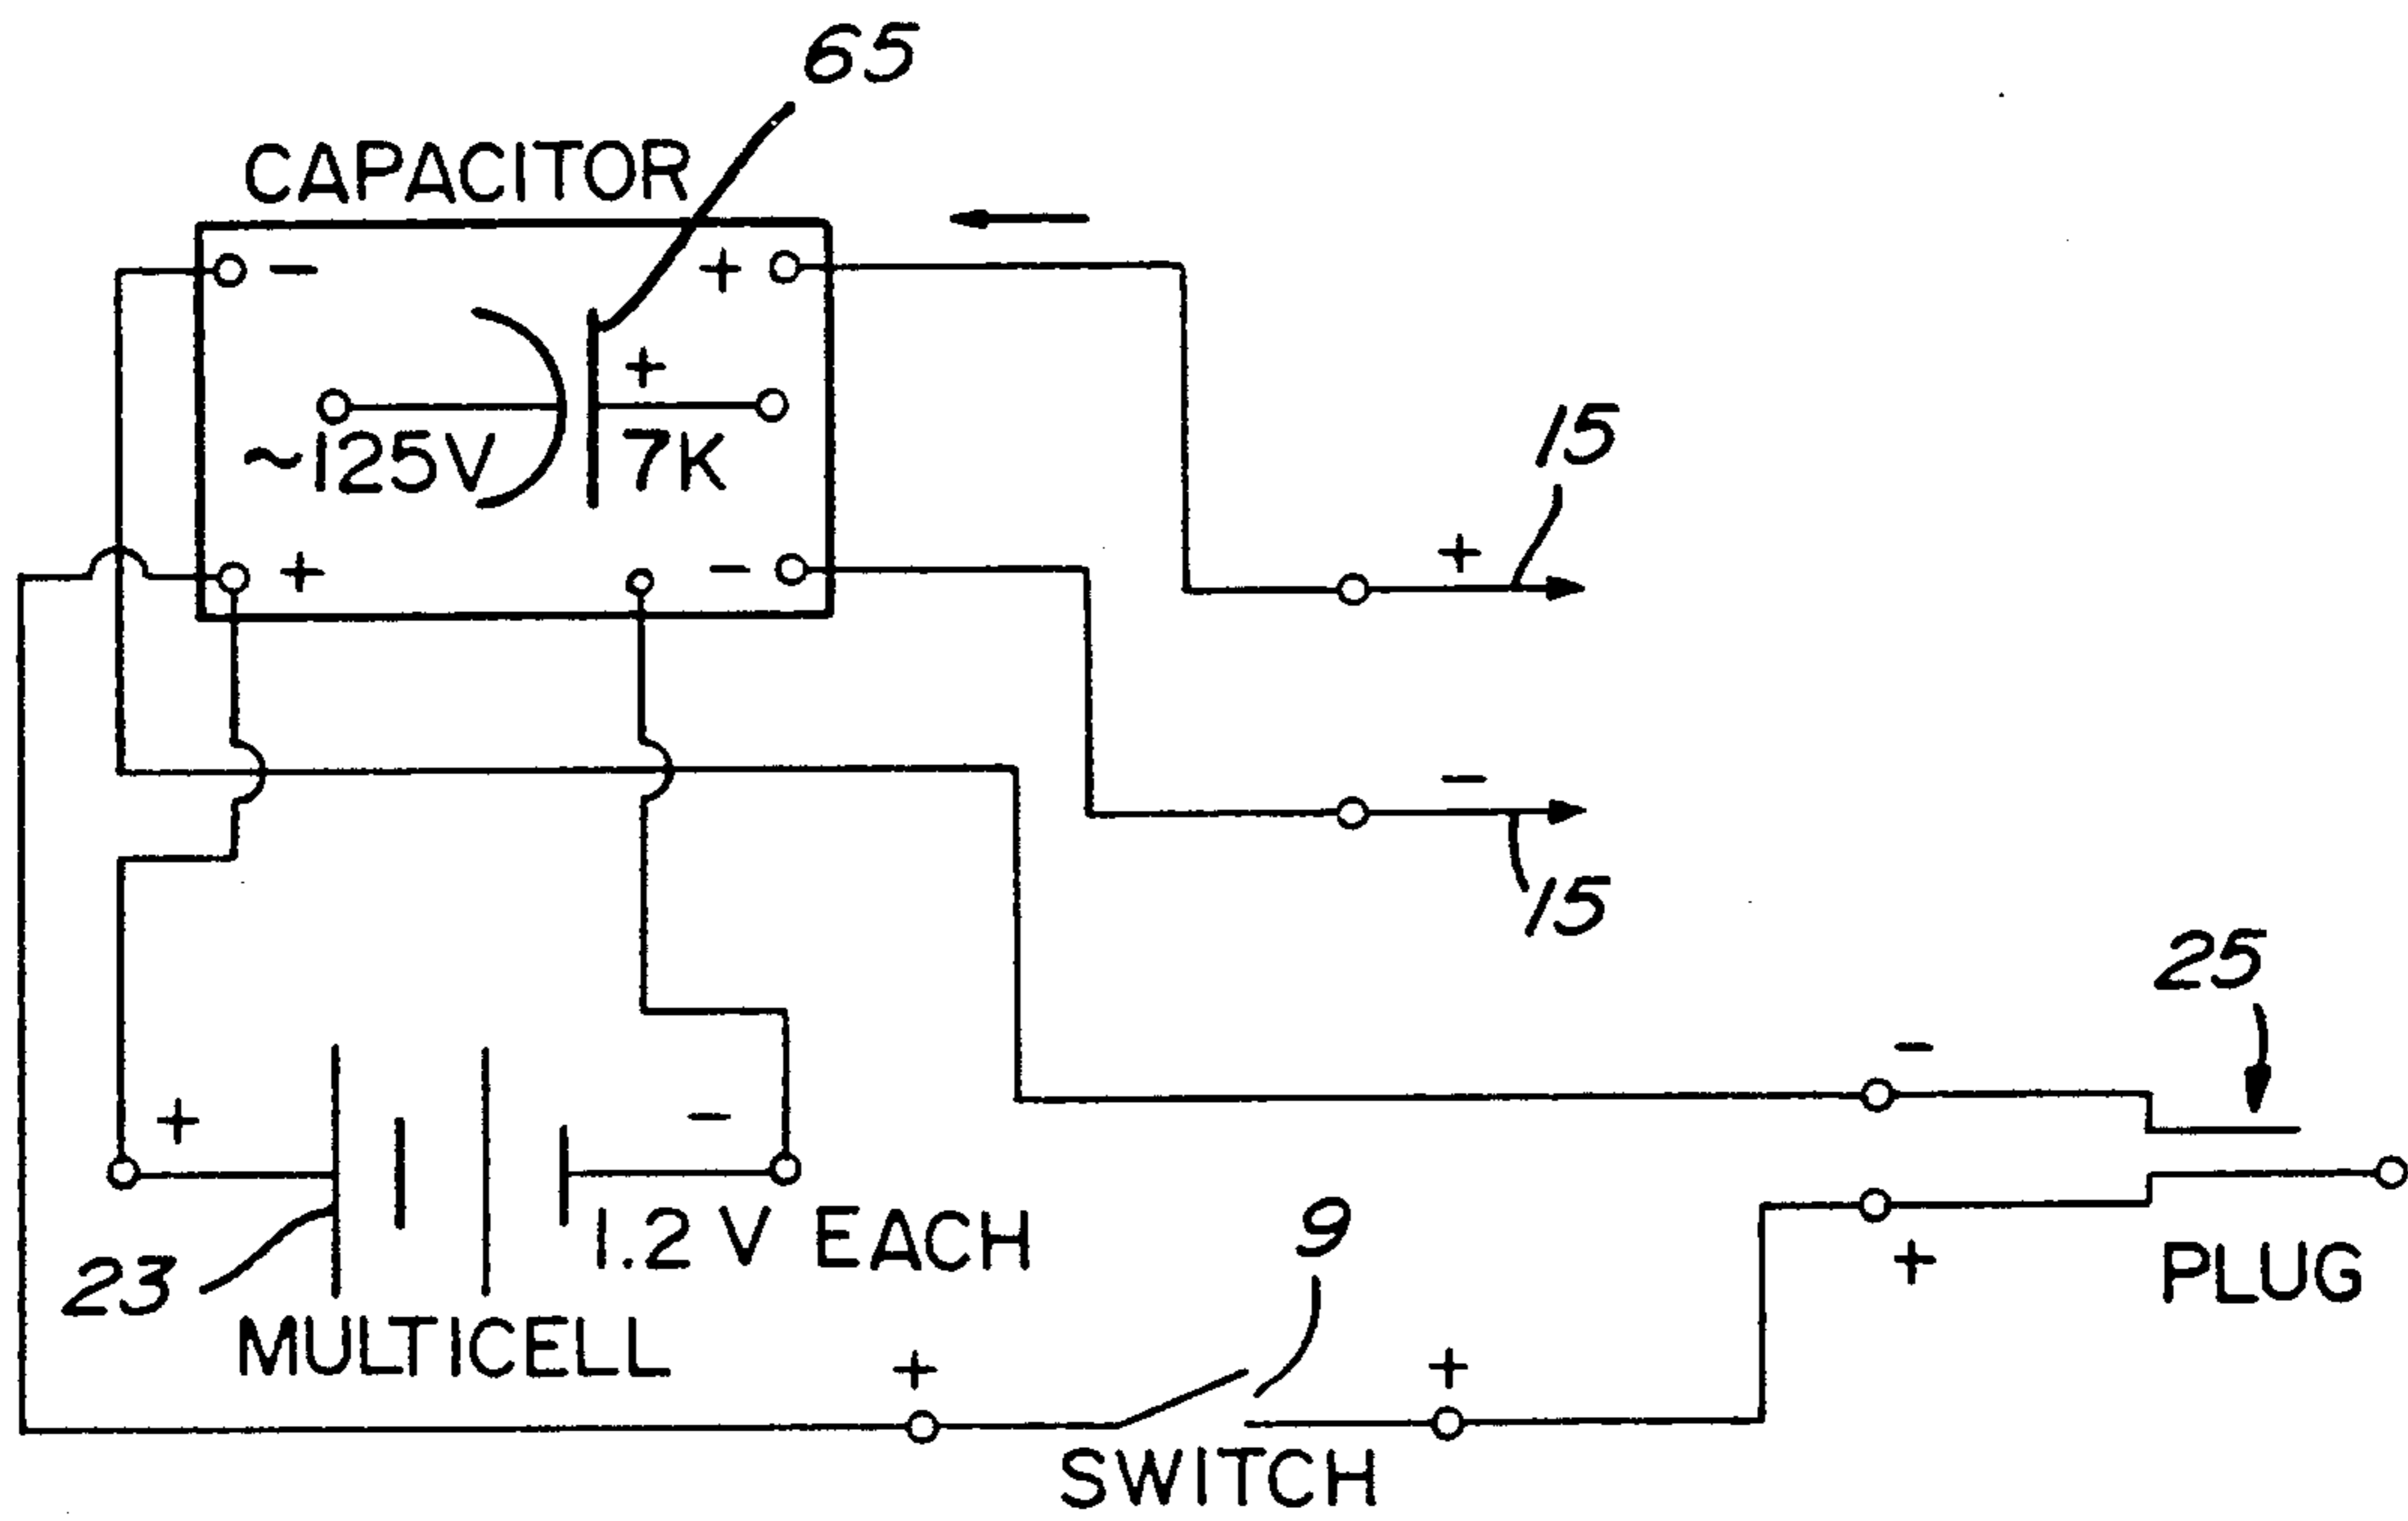 65
CAPACITOR
− +
+
~125V 7K
+ −
15
+
−
15
25
−
+ −
1.2 V EACH
9
+
23
PLUG
MULTICELL
+ +
SWITCH